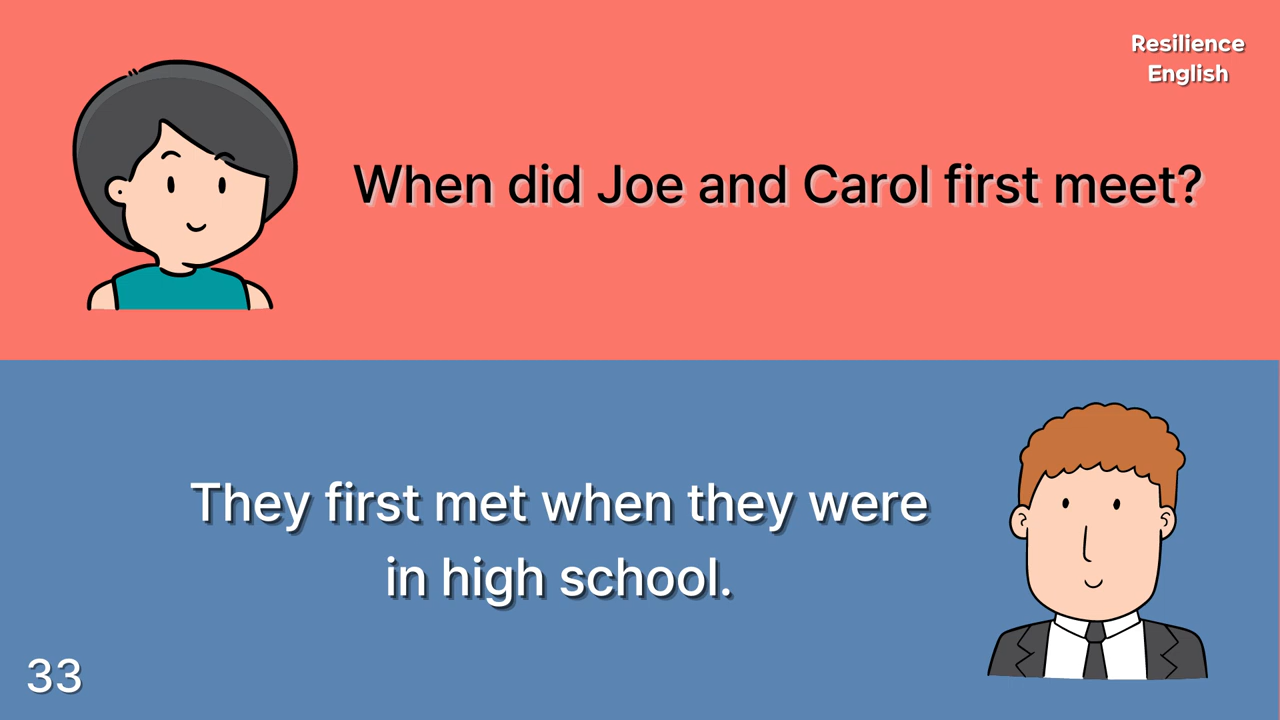 Resilience
English
When did Joe and Carol first meet?
They first met when they were
in high school.
33